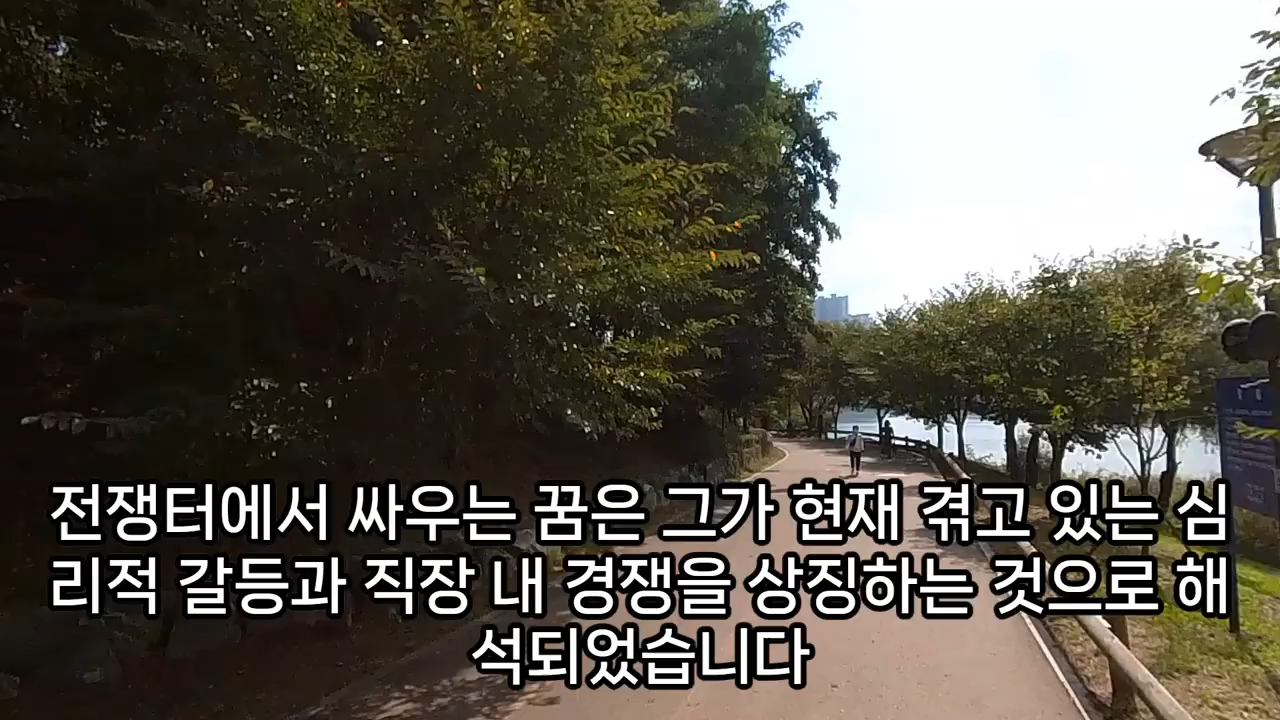 전쟁터에서 싸우는 꿈은 그가 현재 겪고 있는 심
리적 갈등과 직장 내 경쟁을 상징하는 것으로 해
석되었습니다